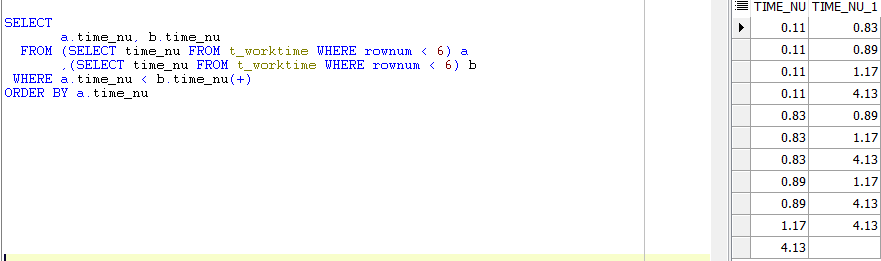 SELECT
a.time_nu, b.time_nu
FROM (SELECT time_nu FROM t_worktime WHERE rownum < 6) a
,(SELECT time_nu FROM t_worktime WHERE rownum < 6) b
WHERE a.time_nu < b.time_nu(+)
ORDER BY a.time_nu
TIME_NU TIME_NU_1
0.11 0.83
0.11 0.89
0.11 1.17
0.11 4.13
0.83 0.89
0.83 1.17
0.83 4.13
0.89 1.17
0.89 4.13
1.17 4.13
4.13